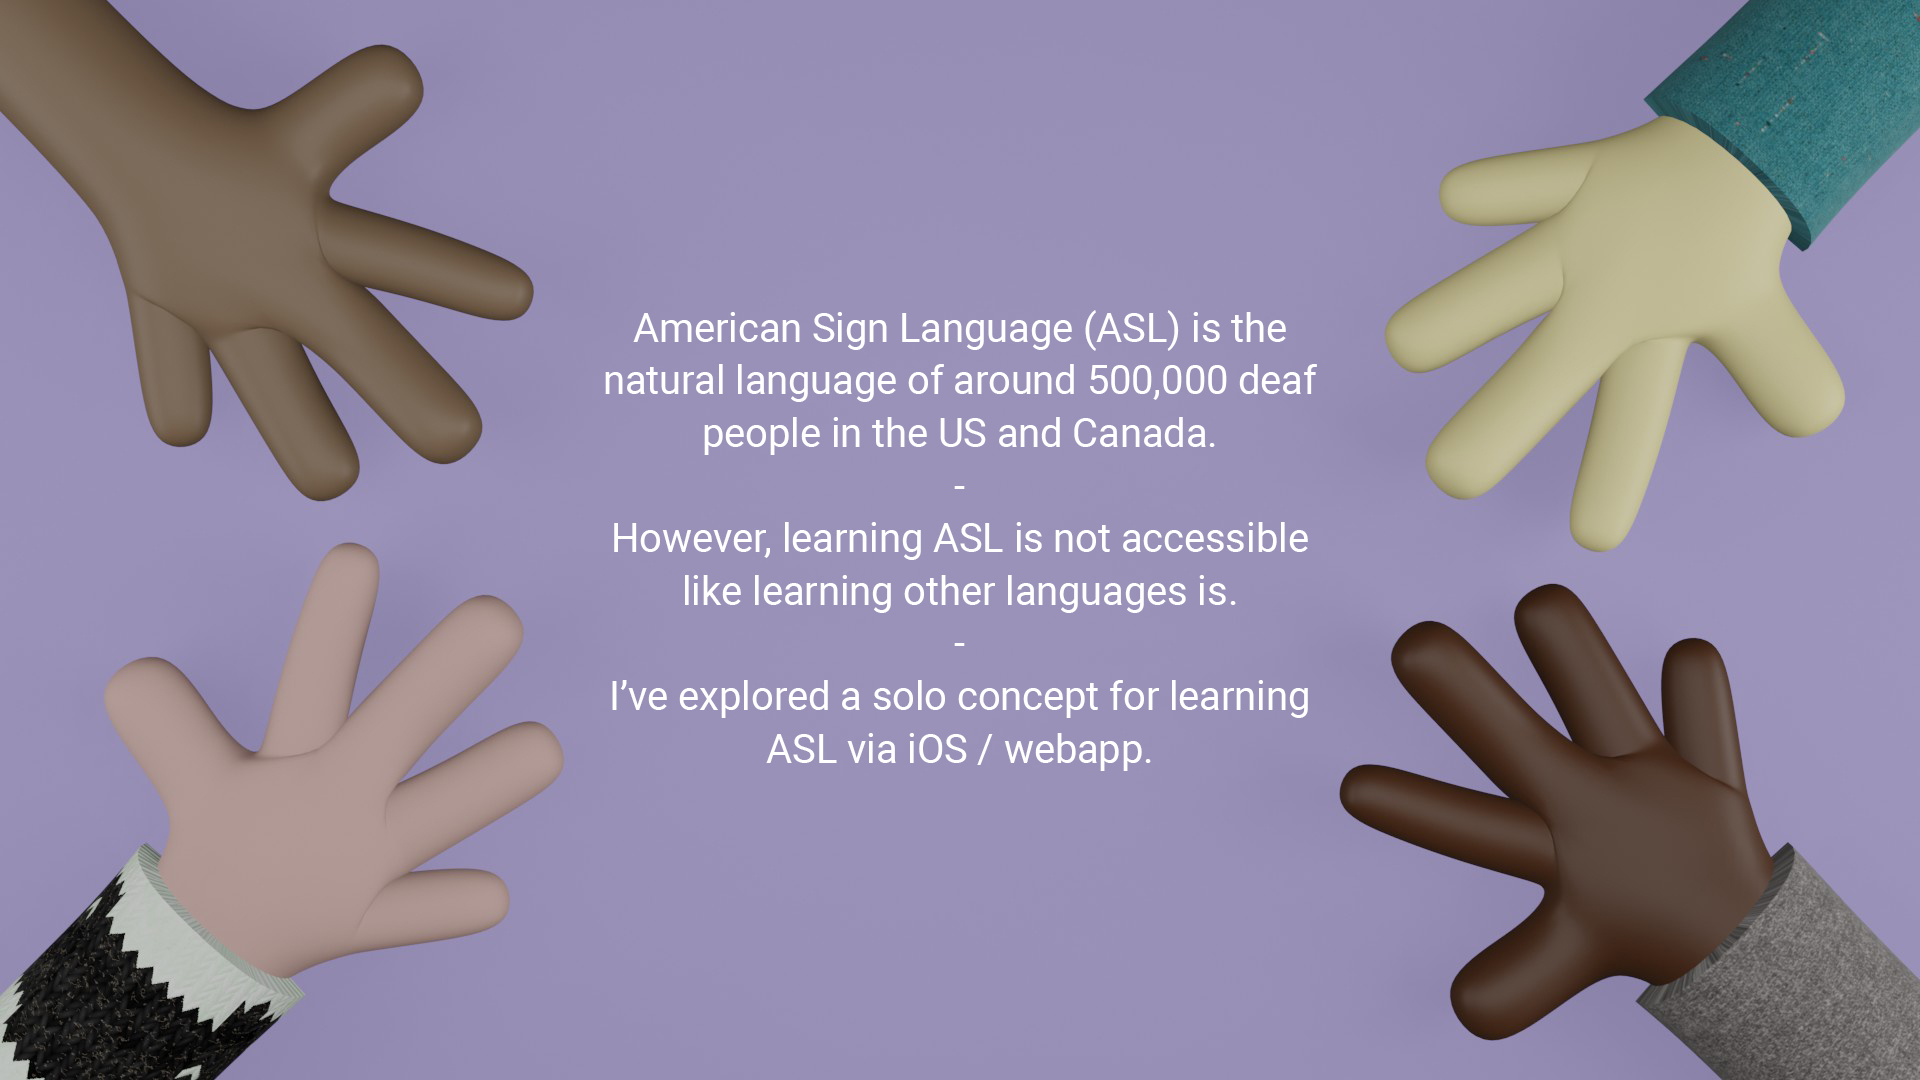 American Sign Language (ASL) is the
natural language of around 500,000 deaf
people in the US and Canada.
-
However, learning ASL is not accessible
like learning other languages is.
-
I’ve explored a solo concept for learning
ASL via iOS / webapp.